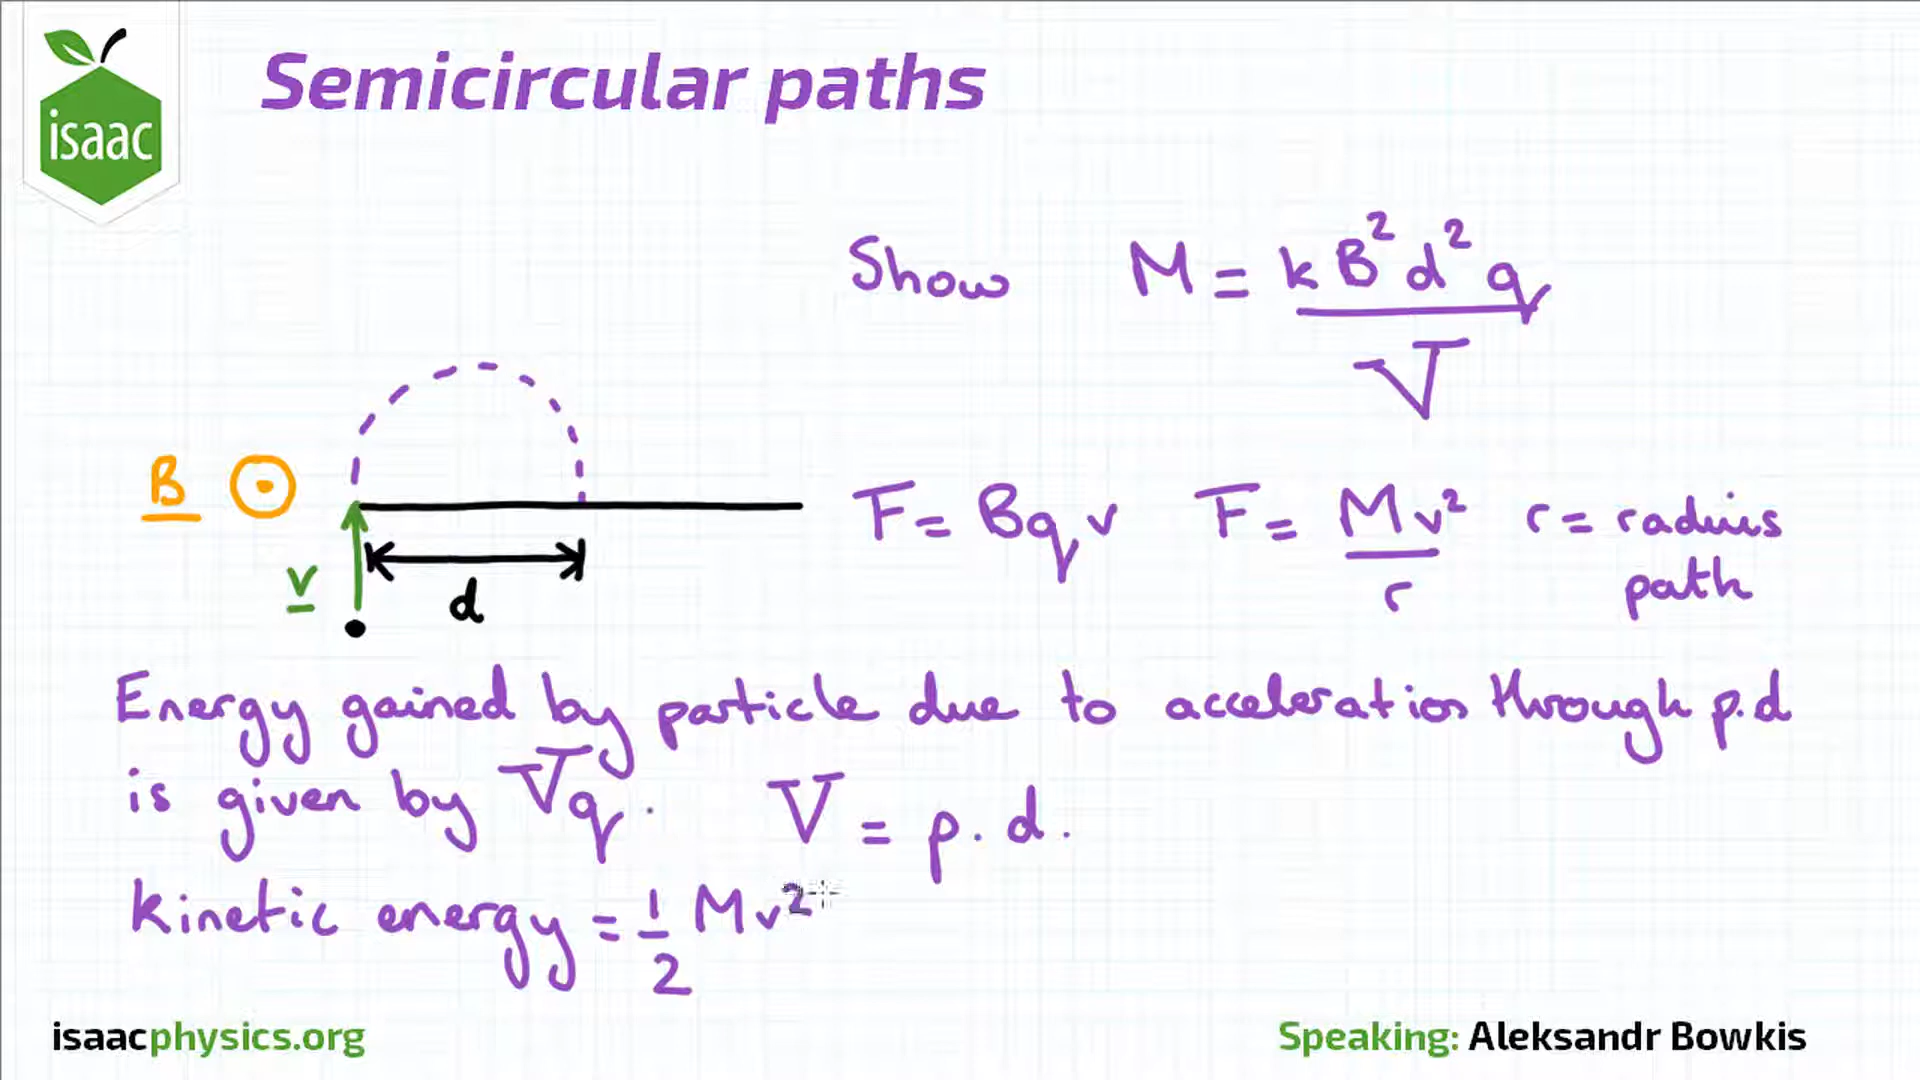 isaac
Semicircular paths
Show M = kB²d²q / V
B
v
d
F = Bqv F = Mv² / r r = radius path
Energy gained by particle due to acceleration through p.d
is given by Vq. V = p.d.
Kinetic energy = 1/2 Mv²
isaacphysics.org
Speaking: Aleksandr Bowkis